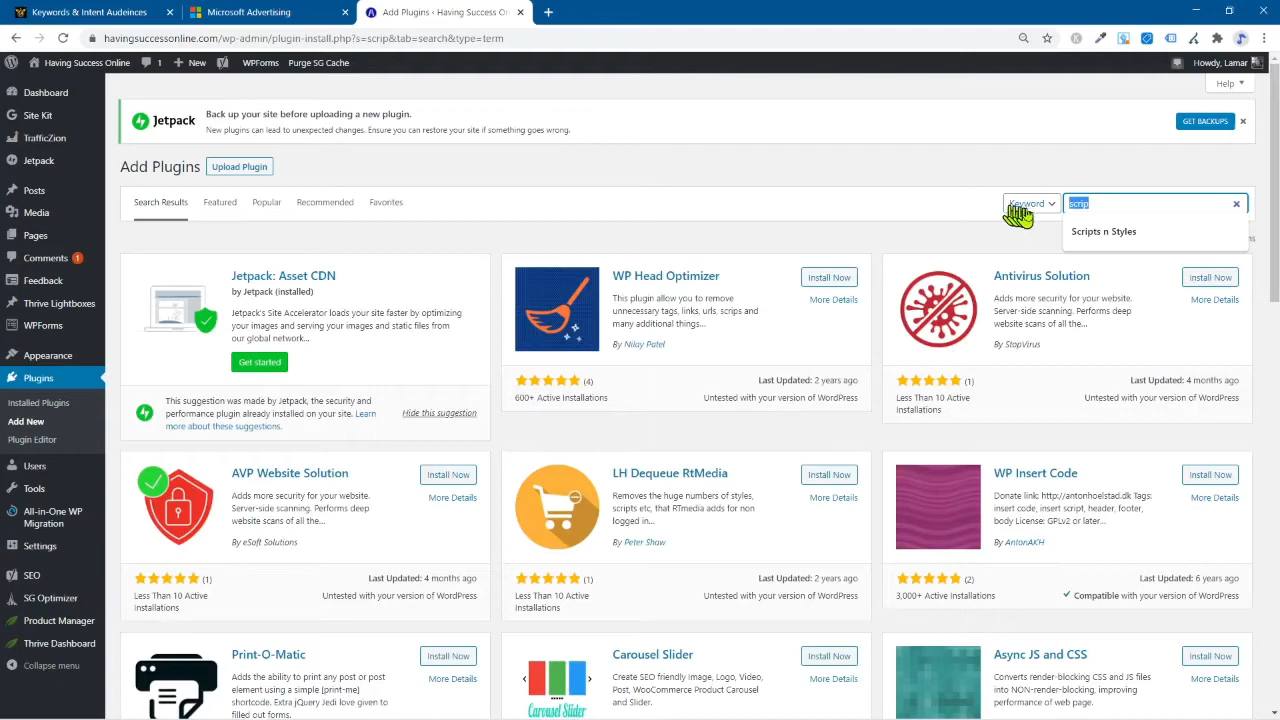 Keywords & Intent Audeinces
Microsoft Advertising
Add Plugins ‹ Having Success On
havingsuccessonline.com/wp-admin/plugin-install.php?s=scrip&tab=search&type=term
Having Success Online
1
New
WPForms
Purge SG Cache
Howdy, Lamar
Help
Jetpack
Back up your site before uploading a new plugin.
New plugins can lead to unexpected changes. Ensure you can restore your site if something goes wrong.
GET BACKUPS
Add Plugins
Upload Plugin
Search Results
Featured
Popular
Recommended
Favorites
Keyword
scrip
Scripts n Styles
Dashboard
Site Kit
TrafficZion
Jetpack
Posts
Media
Pages
Comments 1
Feedback
Thrive Lightboxes
WPForms
Appearance
Plugins
Installed Plugins
Add New
Plugin Editor
Users
Tools
All-in-One WP
Migration
Settings
SEO
SG Optimizer
Product Manager
Thrive Dashboard
Collapse menu
Jetpack: Asset CDN
by Jetpack (installed)
Jetpack's Site Accelerator loads your site faster by optimizing
your images and serving your images and static files from
our global network...
Get started
This suggestion was made by Jetpack, the security and
performance plugin already installed on your site. Learn
more about these suggestions.
Hide this suggestion
WP Head Optimizer
Install Now
More Details
This plugin allow you to remove
unnecessary tags, links, urls, scrips and
many additional things...
By Nilay Patel
(4)
600+ Active Installations
Last Updated: 2 years ago
Untested with your version of WordPress
Antivirus Solution
Install Now
More Details
Adds more security for your website.
Server-side scanning. Performs deep
website scans of all the...
By StopVirus
(1)
Less Than 10 Active
Installations
Last Updated: 4 months ago
Untested with your version of WordPress
AVP Website Solution
Install Now
More Details
Adds more security for your website.
Server-side scanning. Performs deep
website scans of all the...
By eSoft Solutions
(1)
Less Than 10 Active
Installations
Last Updated: 4 months ago
Untested with your version of WordPress
LH Dequeue RtMedia
Install Now
More Details
Removes the huge numbers of styles,
scripts etc, that RTmedia adds for non
logged in...
By Peter Shaw
(1)
Less Than 10 Active
Installations
Last Updated: 2 years ago
Untested with your version of WordPress
WP Insert Code
Install Now
More Details
Donate link: http://antonhoelstad.dk Tags:
insert code, insert script, header, footer,
body License: GPLv2 or later...
By AntonAKH
(2)
3,000+ Active Installations
Last Updated: 6 years ago
Compatible with your version of WordPress
Print-O-Matic
Install Now
More Details
Adds the ability to print any post or post
element using a simple [print-me]
shortcode. Extra jQuery Jedi love given to
filled out forms.
Carousel Slider
Carousel Slider
Install Now
More Details
Create SEO friendly Image, Logo, Video,
Post, WooCommerce Product Carousel
and Slider.
Async JS and CSS
Install Now
More Details
Converts render-blocking CSS and JS files
into NON-render-blocking, improving
performance of web page.